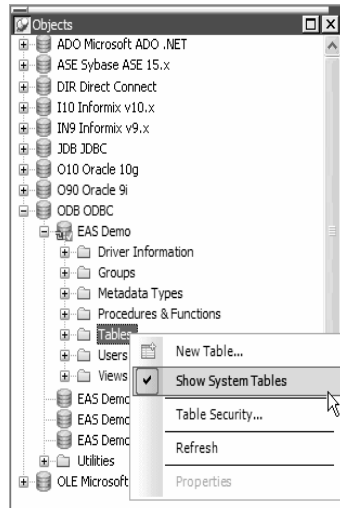 Objects
ADO Microsoft ADO .NET
ASE Sybase ASE 15.x
DIR Direct Connect
I10 Informix v10.x
IN9 Informix v9.x
JDB JDBC
O10 Oracle 10g
O90 Oracle 9i
ODB ODBC
EAS Demo
Driver Information
Groups
Metadata Types
Procedures & Functions
Tables
New Table...
Users
Show System Tables
Views
EAS Demo
Table Security...
EAS Demo
Refresh
EAS Demo
Utilities
Properties
OLE Microsoft